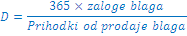 D = 365 × zaloge blaga / Prihodki od prodaje blaga